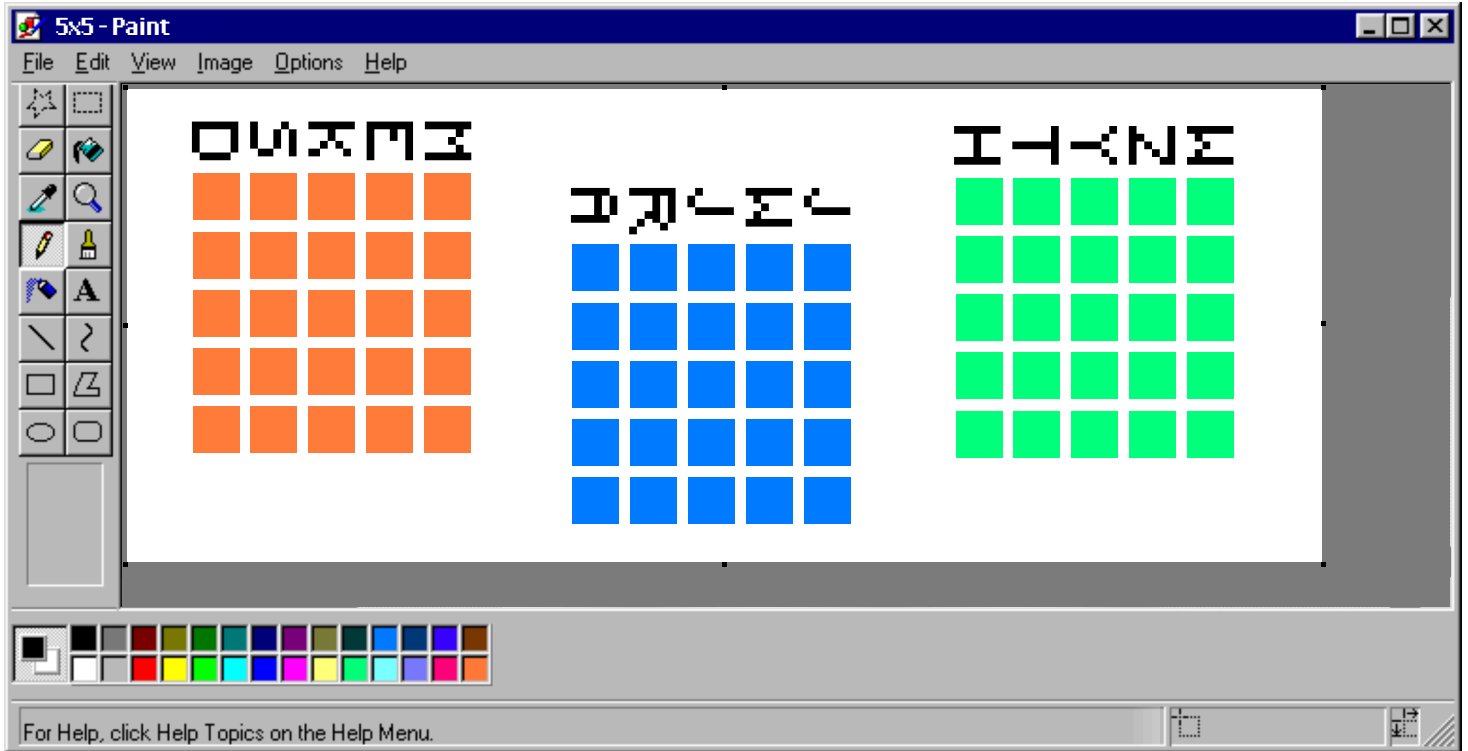 5x5 - Paint
File Edit View Image Options Help
O S K E M
A R J M J
H T Y Z M
A
For Help, click Help Topics on the Help Menu.